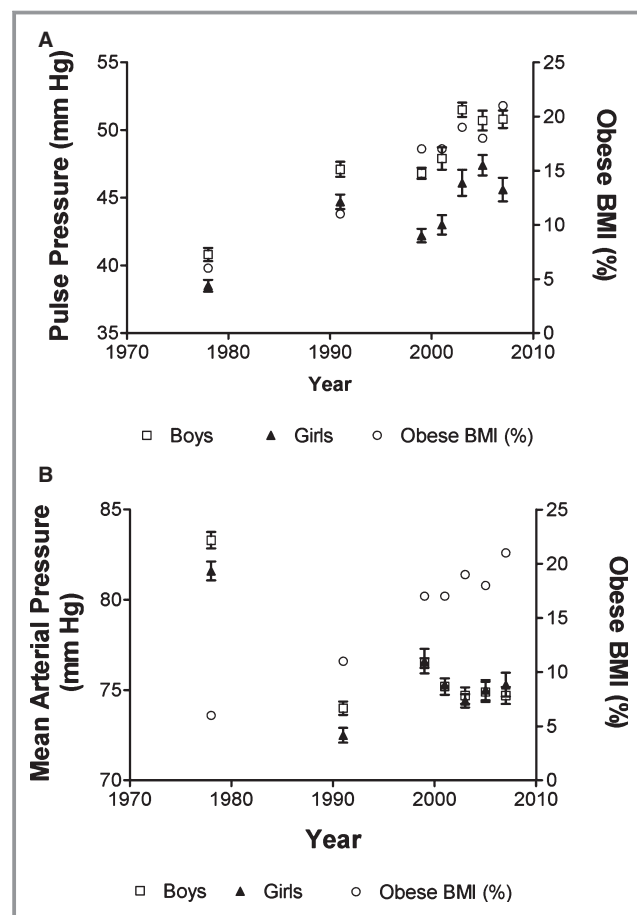 A
Pulse Pressure (mm Hg)
55
50
45
40
35
25
20
15
10
5
0
Obese BMI (%)
1970 1980 1990 2000 2010
Year
Boys Girls Obese BMI (%)
B
Mean Arterial Pressure
(mm Hg)
85
80
75
70
25
20
15
10
5
0
Obese BMI (%)
1970 1980 1990 2000 2010
Year
Boys Girls Obese BMI (%)